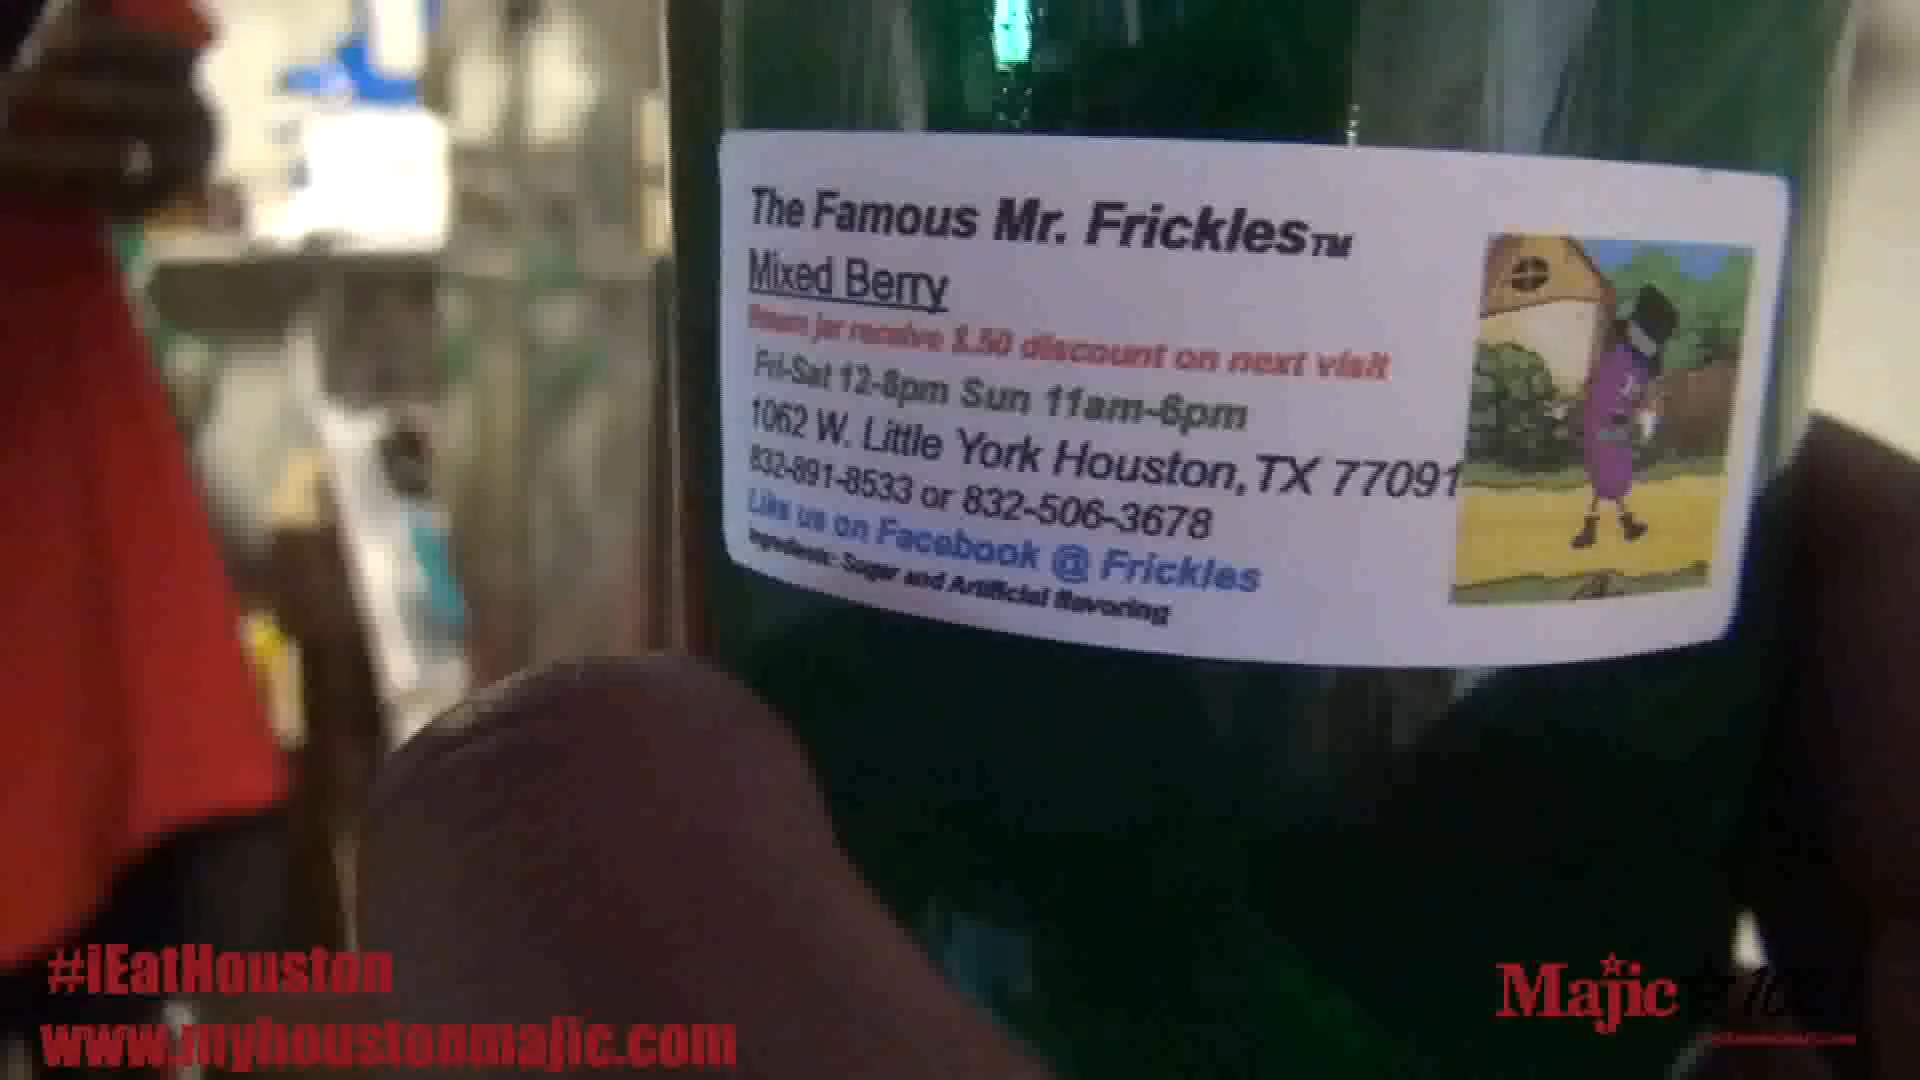 The Famous Mr. Frickles™
Mixed Berry
Return jar receive $.50 discount on next visit
Fri-Sat 12-8pm Sun 11am-6pm
1062 W. Little York Houston, TX 77091
832-891-8533 or 832-506-3678
Like us on Facebook @ Frickles
Ingredients: Sugar and Artificial flavoring
#iEatHouston
www.myhoustonmajic.com
Majic